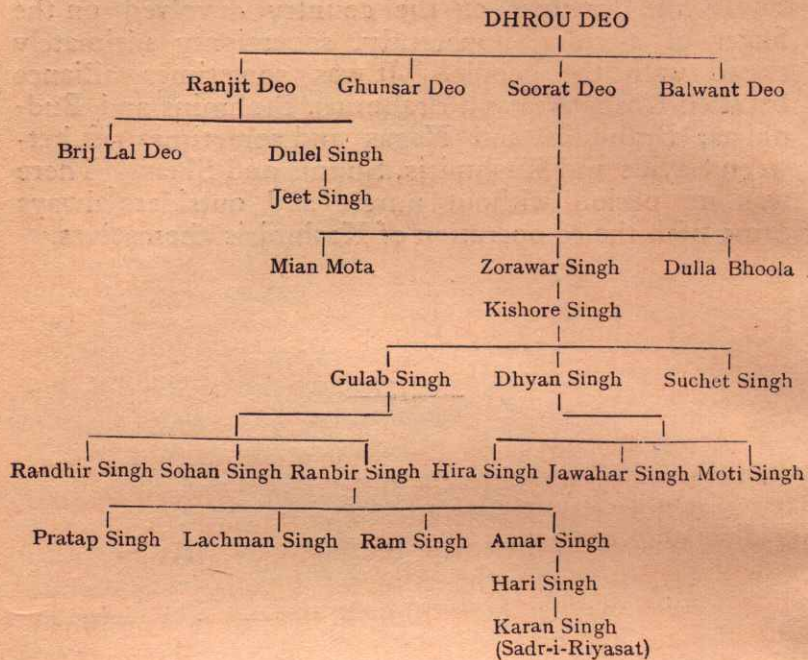 DHROU DEO
Ranjit Deo Ghunsar Deo Soorat Deo Balwant Deo
Brij Lal Deo Dulel Singh
Jeet Singh
Mian Mota Zorawar Singh Dulla Bhoola
Kishore Singh
Gulab Singh Dhyan Singh Suchet Singh
Randhir Singh Sohan Singh Ranbir Singh Hira Singh Jawahar Singh Moti Singh
Pratap Singh Lachman Singh Ram Singh Amar Singh
Hari Singh
Karan Singh
(Sadr-i-Riyasat)